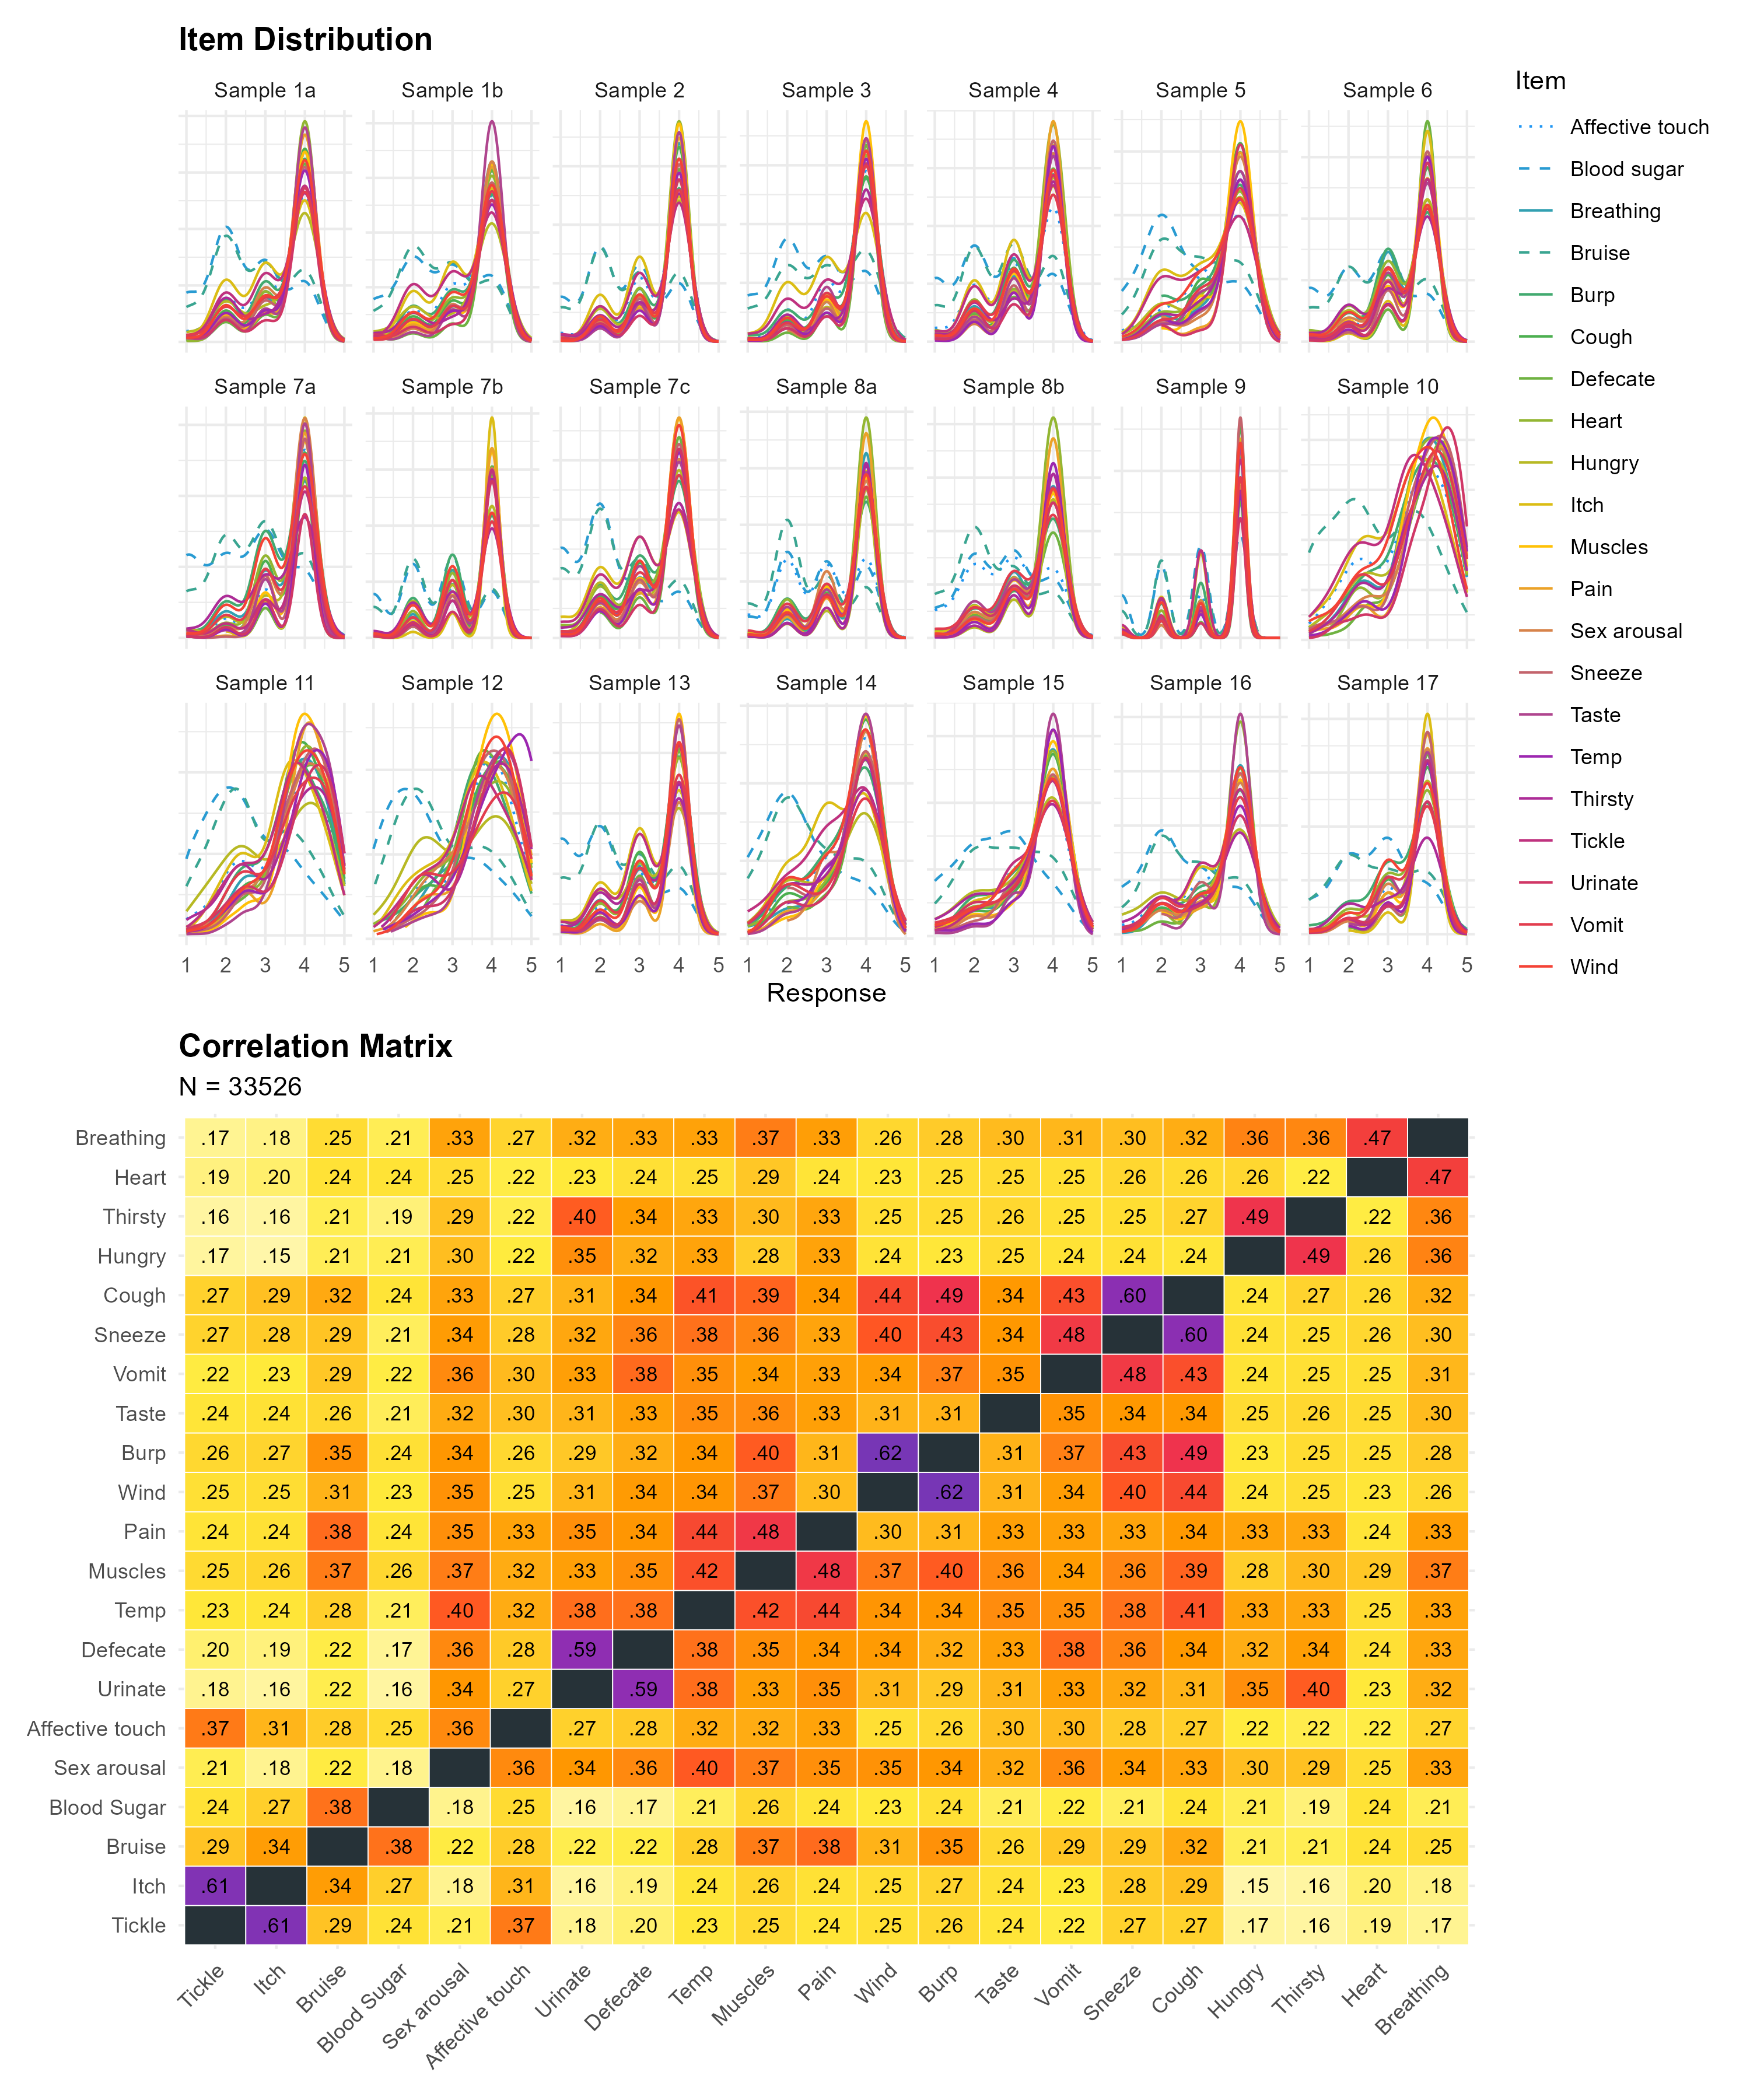 Item Distribution
Sample 1a Sample 1b Sample 2 Sample 3 Sample 4 Sample 5 Sample 6
Sample 7a Sample 7b Sample 7c Sample 8a Sample 8b Sample 9 Sample 10
Sample 11 Sample 12 Sample 13 Sample 14 Sample 15 Sample 16 Sample 17
1 2 3 4 5 1 2 3 4 5 1 2 3 4 5 1 2 3 4 5 1 2 3 4 5 1 2 3 4 5 1 2 3 4 5
Response
Item
Affective touch
Blood sugar
Breathing
Bruise
Burp
Cough
Defecate
Heart
Hungry
Itch
Muscles
Pain
Sex arousal
Sneeze
Taste
Temp
Thirsty
Tickle
Urinate
Vomit
Wind
Correlation Matrix
N = 33526
Breathing .17 .18 .25 .21 .33 .27 .32 .33 .33 .37 .33 .26 .28 .30 .31 .30 .32 .36 .36 .47
Heart .19 .20 .24 .24 .25 .22 .23 .24 .25 .29 .24 .23 .25 .25 .25 .26 .26 .26 .22 .47
Thirsty .16 .16 .21 .19 .29 .22 .40 .34 .33 .30 .33 .25 .25 .26 .25 .25 .27 .49 .22 .36
Hungry .17 .15 .21 .21 .30 .22 .35 .32 .33 .28 .33 .24 .23 .25 .24 .24 .24 .49 .26 .36
Cough .27 .29 .32 .24 .33 .27 .31 .34 .41 .39 .34 .44 .49 .34 .43 .60 .24 .27 .26 .32
Sneeze .27 .28 .29 .21 .34 .28 .32 .36 .38 .36 .33 .40 .43 .34 .48 .60 .24 .25 .26 .30
Vomit .22 .23 .29 .22 .36 .30 .33 .38 .35 .34 .33 .34 .37 .35 .48 .43 .24 .25 .25 .31
Taste .24 .24 .26 .21 .32 .30 .31 .33 .35 .36 .33 .31 .31 .35 .34 .34 .25 .26 .25 .30
Burp .26 .27 .35 .24 .34 .26 .29 .32 .34 .40 .31 .62 .31 .37 .43 .49 .23 .25 .25 .28
Wind .25 .25 .31 .23 .35 .25 .31 .34 .34 .37 .30 .62 .31 .34 .40 .44 .24 .25 .23 .26
Pain .24 .24 .38 .24 .35 .33 .35 .34 .44 .48 .30 .31 .33 .33 .33 .34 .33 .33 .24 .33
Muscles .25 .26 .37 .26 .37 .32 .33 .35 .42 .48 .37 .40 .36 .34 .36 .39 .28 .30 .29 .37
Temp .23 .24 .28 .21 .40 .32 .38 .38 .42 .44 .34 .34 .35 .35 .38 .41 .33 .33 .25 .33
Defecate .20 .19 .22 .17 .36 .28 .59 .38 .35 .34 .34 .32 .33 .38 .36 .34 .32 .34 .24 .33
Urinate .18 .16 .22 .16 .34 .27 .59 .38 .33 .35 .31 .29 .31 .33 .32 .31 .35 .40 .23 .32
Affective touch .37 .31 .28 .25 .36 .27 .28 .32 .32 .33 .25 .26 .30 .30 .28 .27 .22 .22 .22 .27
Sex arousal .21 .18 .22 .18 .36 .34 .36 .40 .37 .35 .35 .34 .32 .36 .34 .33 .30 .29 .25 .33
Blood Sugar .24 .27 .38 .18 .25 .16 .17 .21 .26 .24 .23 .24 .21 .22 .21 .24 .21 .19 .24 .21
Bruise .29 .34 .38 .22 .28 .22 .22 .28 .37 .38 .31 .35 .26 .29 .29 .32 .21 .21 .24 .25
Itch .61 .34 .27 .18 .31 .16 .19 .24 .26 .24 .25 .27 .24 .23 .28 .29 .15 .16 .20 .18
Tickle .61 .29 .24 .21 .37 .18 .20 .23 .25 .24 .25 .26 .24 .22 .27 .27 .17 .16 .19 .17
Tickle Itch Bruise Blood Sugar Sex arousal Affective touch Urinate Defecate Temp Muscles Pain Wind Burp Taste Vomit Sneeze Cough Hungry Thirsty Heart Breathing